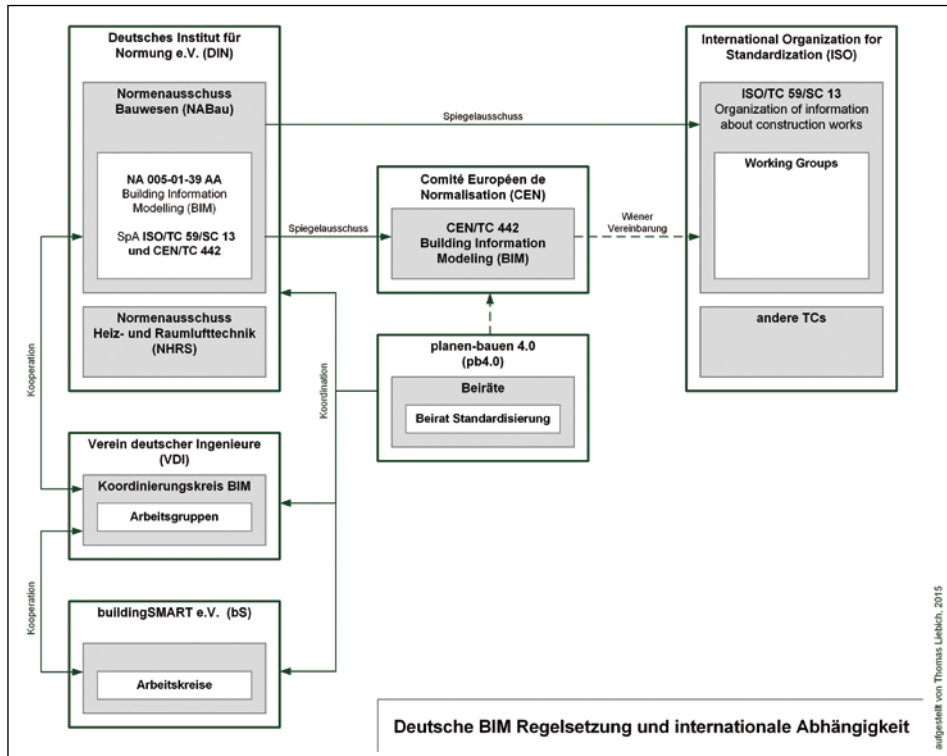 Deutsches Institut für
Normung e.V. (DIN)
Normenausschuss
Bauwesen (NABau)
NA 005-01-39 AA
Building Information
Modelling (BIM)
SpA ISO/TC 59/SC 13
und CEN/TC 442
Normenausschuss
Heiz- und Raumlufttechnik
(NHRS)
Spiegelausschuss
Spiegelausschuss
Comité Européen de
Normalisation (CEN)
CEN/TC 442
Building Information
Modeling (BIM)
Wiener
Vereinbarung
International Organization for
Standardization (ISO)
ISO/TC 59/SC 13
Organization of information
about construction works
Working Groups
andere TCs
planen-bauen 4.0
(pb4.0)
Beiräte
Beirat Standardisierung
Koordination
Kooperation
Verein deutscher Ingenieure
(VDI)
Koordinierungskreis BIM
Arbeitsgruppen
Kooperation
buildingSMART e.V. (bS)
Arbeitskreise
Deutsche BIM Regelsetzung und internationale Abhängigkeit
aufgestellt von Thomas Liebich, 2015